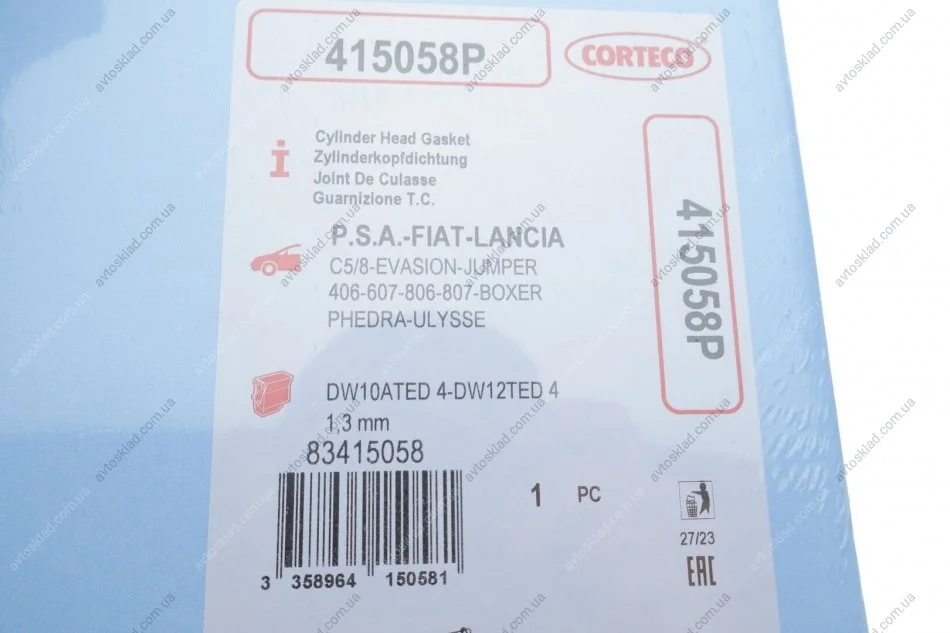 415058P
CORTECO
Cylinder Head Gasket
Zylinderkopfdichtung
Joint De Culasse
Guarnizione T.C.
P.S.A.-FIAT-LANCIA
C5/8-EVASION-JUMPER
406-607-806-807-BOXER
PHEDRA-ULYSSE
415058P
DW10ATED 4-DW12TED 4
1,3 mm
83415058
1 PC
27/23
EAC
3 358964 150581
avtosklad.com.ua